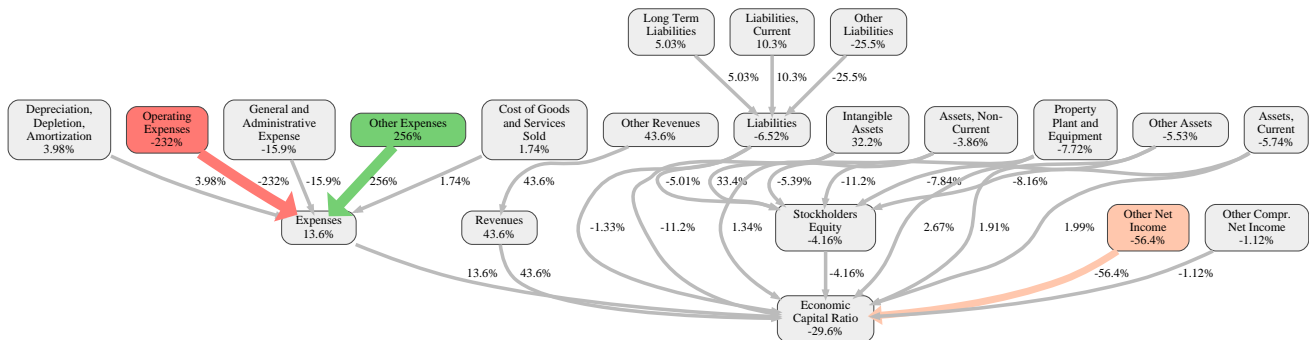 Long Term
Liabilities
5.03%
Liabilities,
Current
10.3%
Other
Liabilities
-25.5%
5.03%
10.3%
-25.5%
Depreciation,
Depletion,
Amortization
3.98%
Operating
Expenses
-232%
General and
Administrative
Expense
-15.9%
Other Expenses
256%
Cost of Goods
and Services
Sold
1.74%
Other Revenues
43.6%
Liabilities
-6.52%
Intangible
Assets
32.2%
Assets, Non-
Current
-3.86%
Property
Plant and
Equipment
-7.72%
Other Assets
-5.53%
Assets,
Current
-5.74%
3.98%
-232%
-15.9%
256%
1.74%
43.6%
-5.01%
33.4%
-5.39%
-11.2%
-7.84%
-8.16%
Expenses
13.6%
Revenues
43.6%
Stockholders
Equity
-4.16%
Other Net
Income
-56.4%
Other Compr.
Net Income
-1.12%
-1.33%
-11.2%
1.34%
2.67%
1.91%
1.99%
13.6%
43.6%
-4.16%
-56.4%
-1.12%
Economic
Capital Ratio
-29.6%